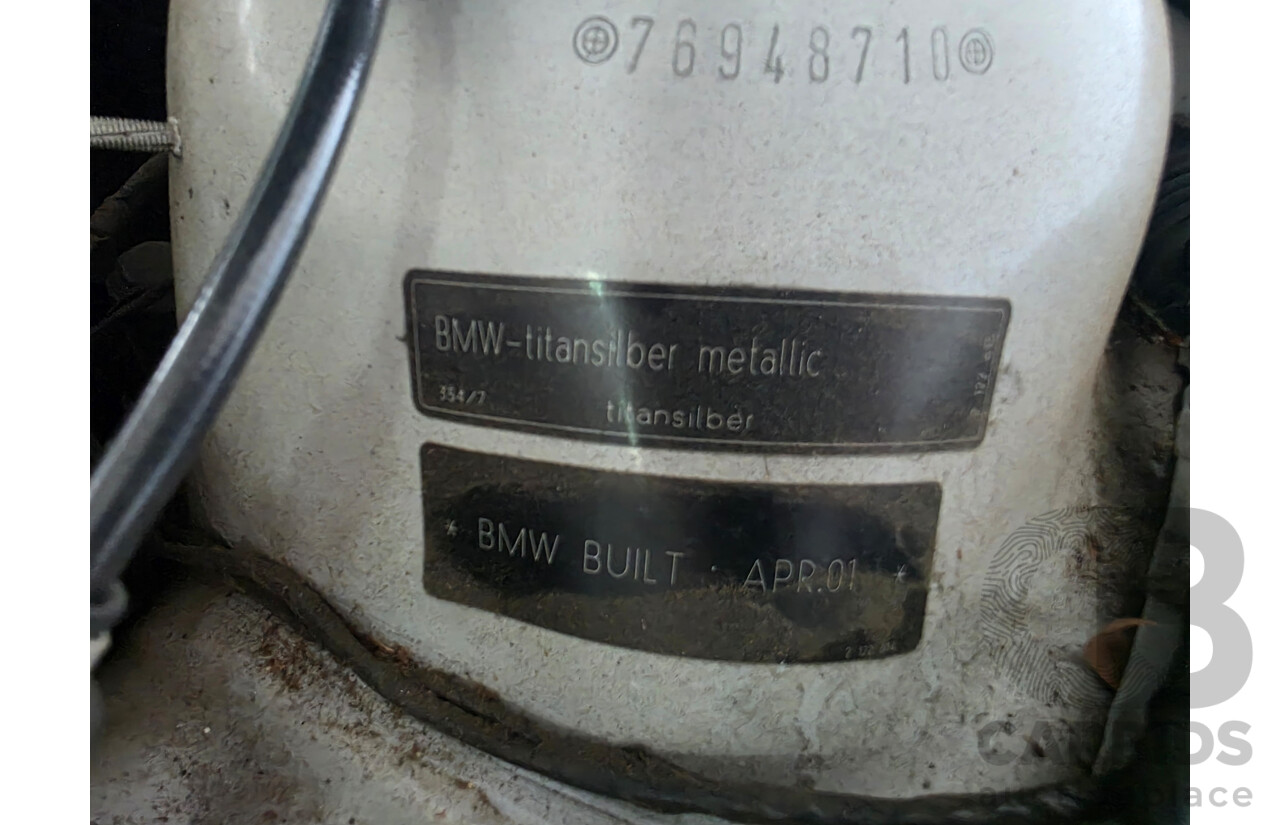 76948710
BMW-titansilber metallic
354/7
titansilber
* BMW BUILT · APR.01 *